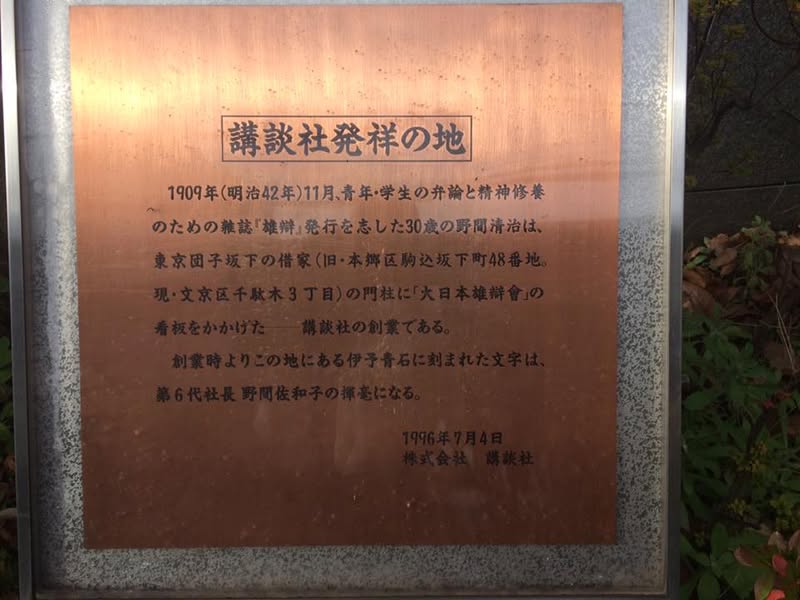 講談社発祥の地
1909年(明治42年)11月、青年・学生の弁論と精神修養
のための雑誌『雄辯』発行を志した30歳の野間清治は、
東京団子坂下の借家(旧・本郷区駒込坂下町48番地。
現・文京区千駄木3丁目)の門柱に「大日本雄辯會」の
看板をかかげた──講談社の創業である。
創業時よりこの地にある伊予青石に刻まれた文字は、
第6代社長 野間佐和子の揮毫になる。
1996年7月4日
株式会社 講談社